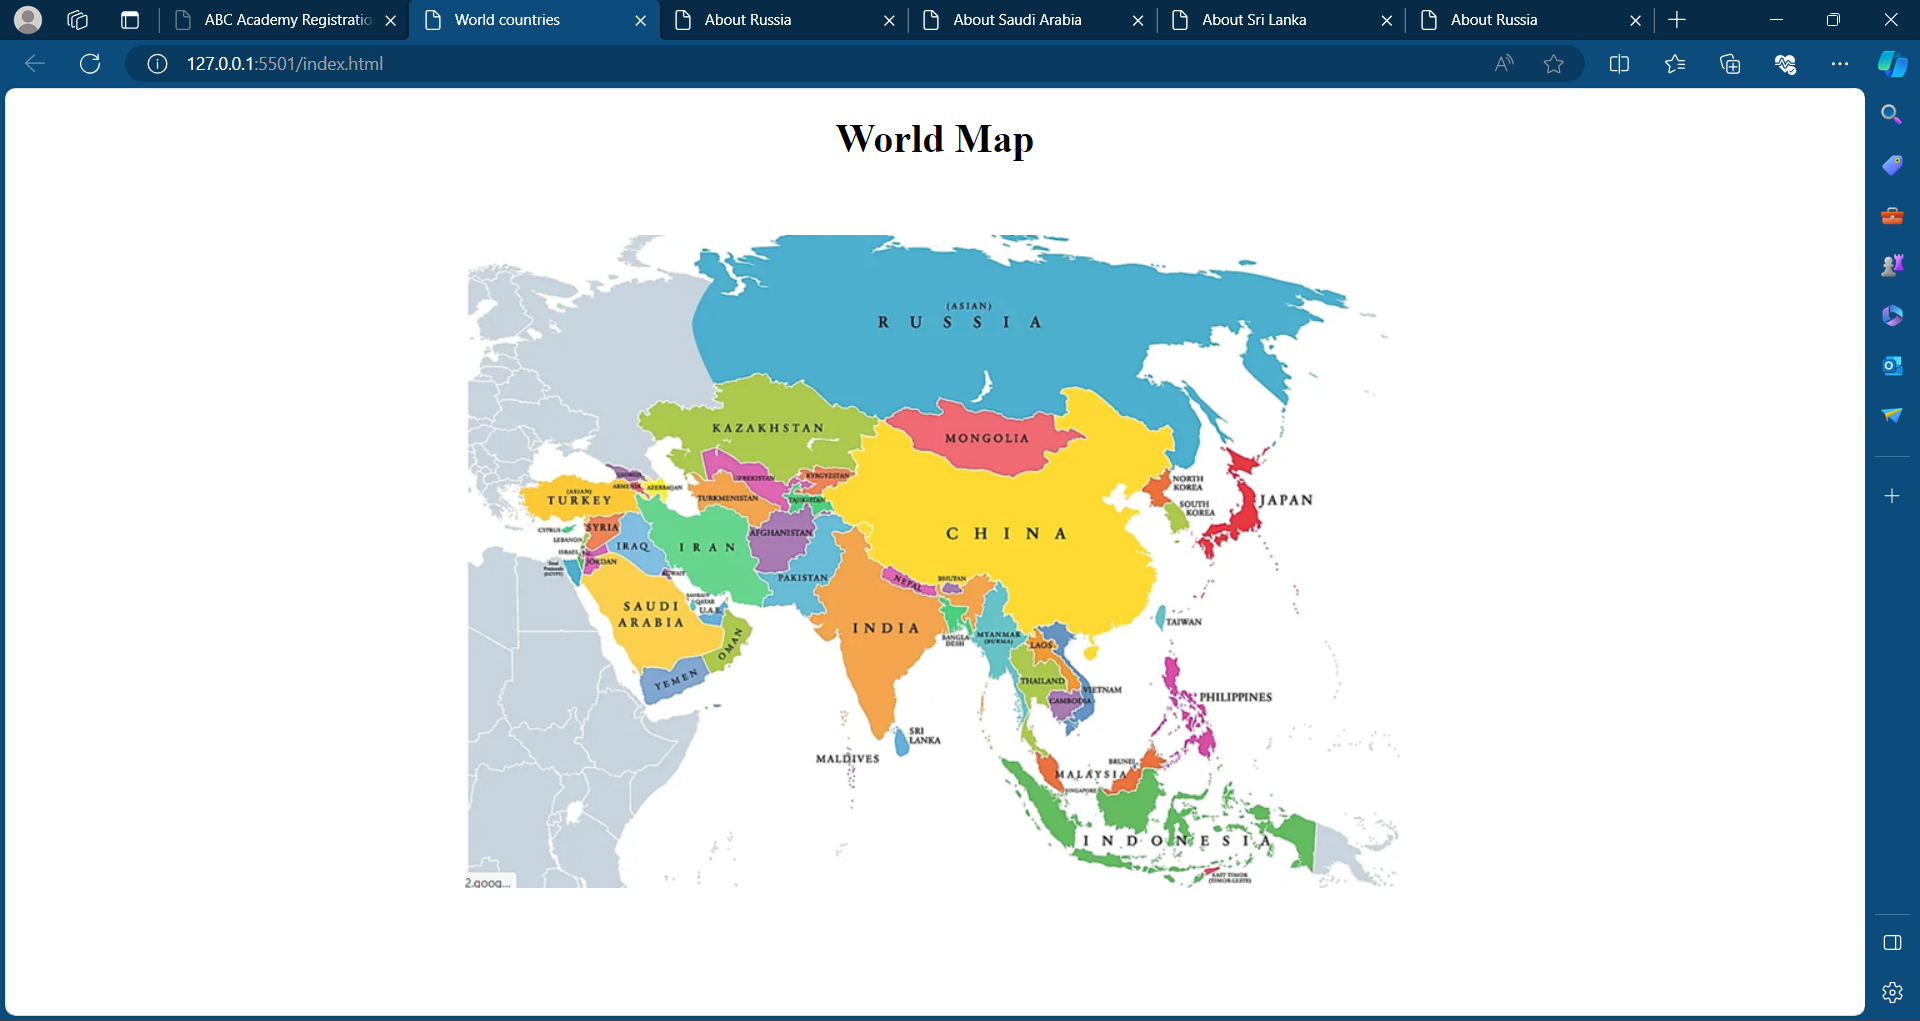 ABC Academy Registratio
World countries
About Russia
About Saudi Arabia
About Sri Lanka
About Russia
127.0.0.1:5501/index.html
World Map
(ASIAN)
RUSSIA
KAZAKHSTAN
MONGOLIA
GEORGIA
ARMENIA
AZERBAIJAN
UZBEKISTAN
KYRGYZSTAN
(ASIAN)
TURKEY
TURKMENISTAN
TAJIKISTAN
NORTH
KOREA
SOUTH
KOREA
JAPAN
CYPRUS
SYRIA
LEBANON
ISRAEL
JORDAN
IRAQ
IRAN
AFGHANISTAN
CHINA
(EGYPT)
KUWAIT
PAKISTAN
NEPAL
BHUTAN
BAHRAIN
QATAR
U.A.E.
SAUDI
ARABIA
OMAN
YEMEN
INDIA
BANGLA
DESH
MYANMAR
(BURMA)
TAIWAN
LAOS
THAILAND
VIETNAM
CAMBODIA
PHILIPPINES
SRI
LANKA
MALDIVES
BRUNEI
MALAYSIA
SINGAPORE
INDONESIA
EAST TIMOR
(TIMOR-LESTE)
2.goog...